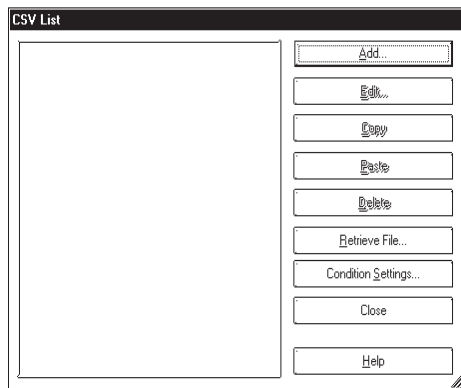 CSV List
Add...
Edit...
Copy
Paste
Delete
Retrieve File...
Condition Settings...
Close
Help